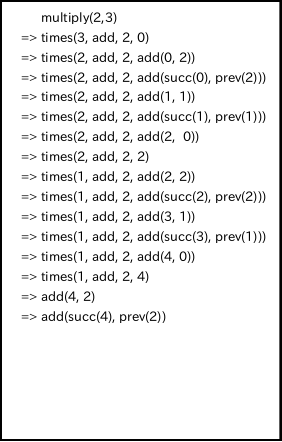 multiply(2,3)
=> times(3, add, 2, 0)
=> times(2, add, 2, add(0, 2))
=> times(2, add, 2, add(succ(0), prev(2)))
=> times(2, add, 2, add(1, 1))
=> times(2, add, 2, add(succ(1), prev(1)))
=> times(2, add, 2, add(2,  0))
=> times(2, add, 2, 2)
=> times(1, add, 2, add(2, 2))
=> times(1, add, 2, add(succ(2), prev(2)))
=> times(1, add, 2, add(3, 1))
=> times(1, add, 2, add(succ(3), prev(1)))
=> times(1, add, 2, add(4, 0))
=> times(1, add, 2, 4)
=> add(4, 2)
=> add(succ(4), prev(2))